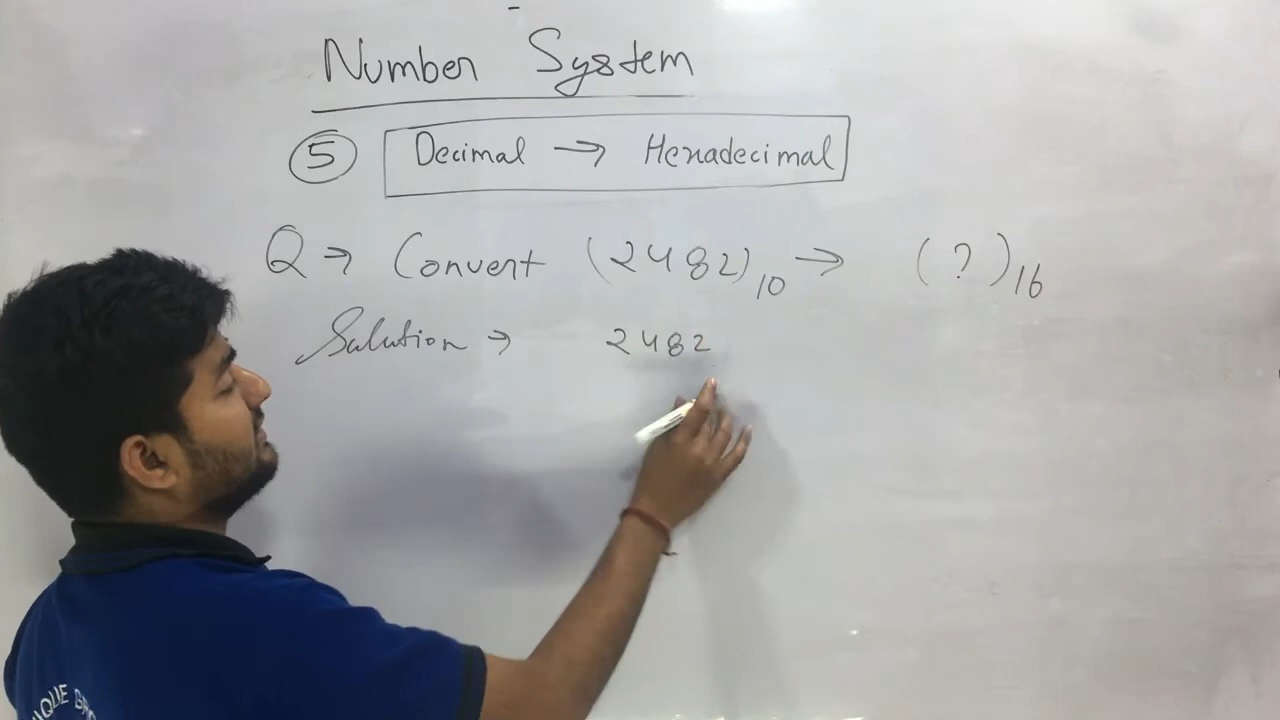 Number System
5 Decimal → Hexadecimal
Q → Convert (2482)10 → (?)16
Solution → 2482